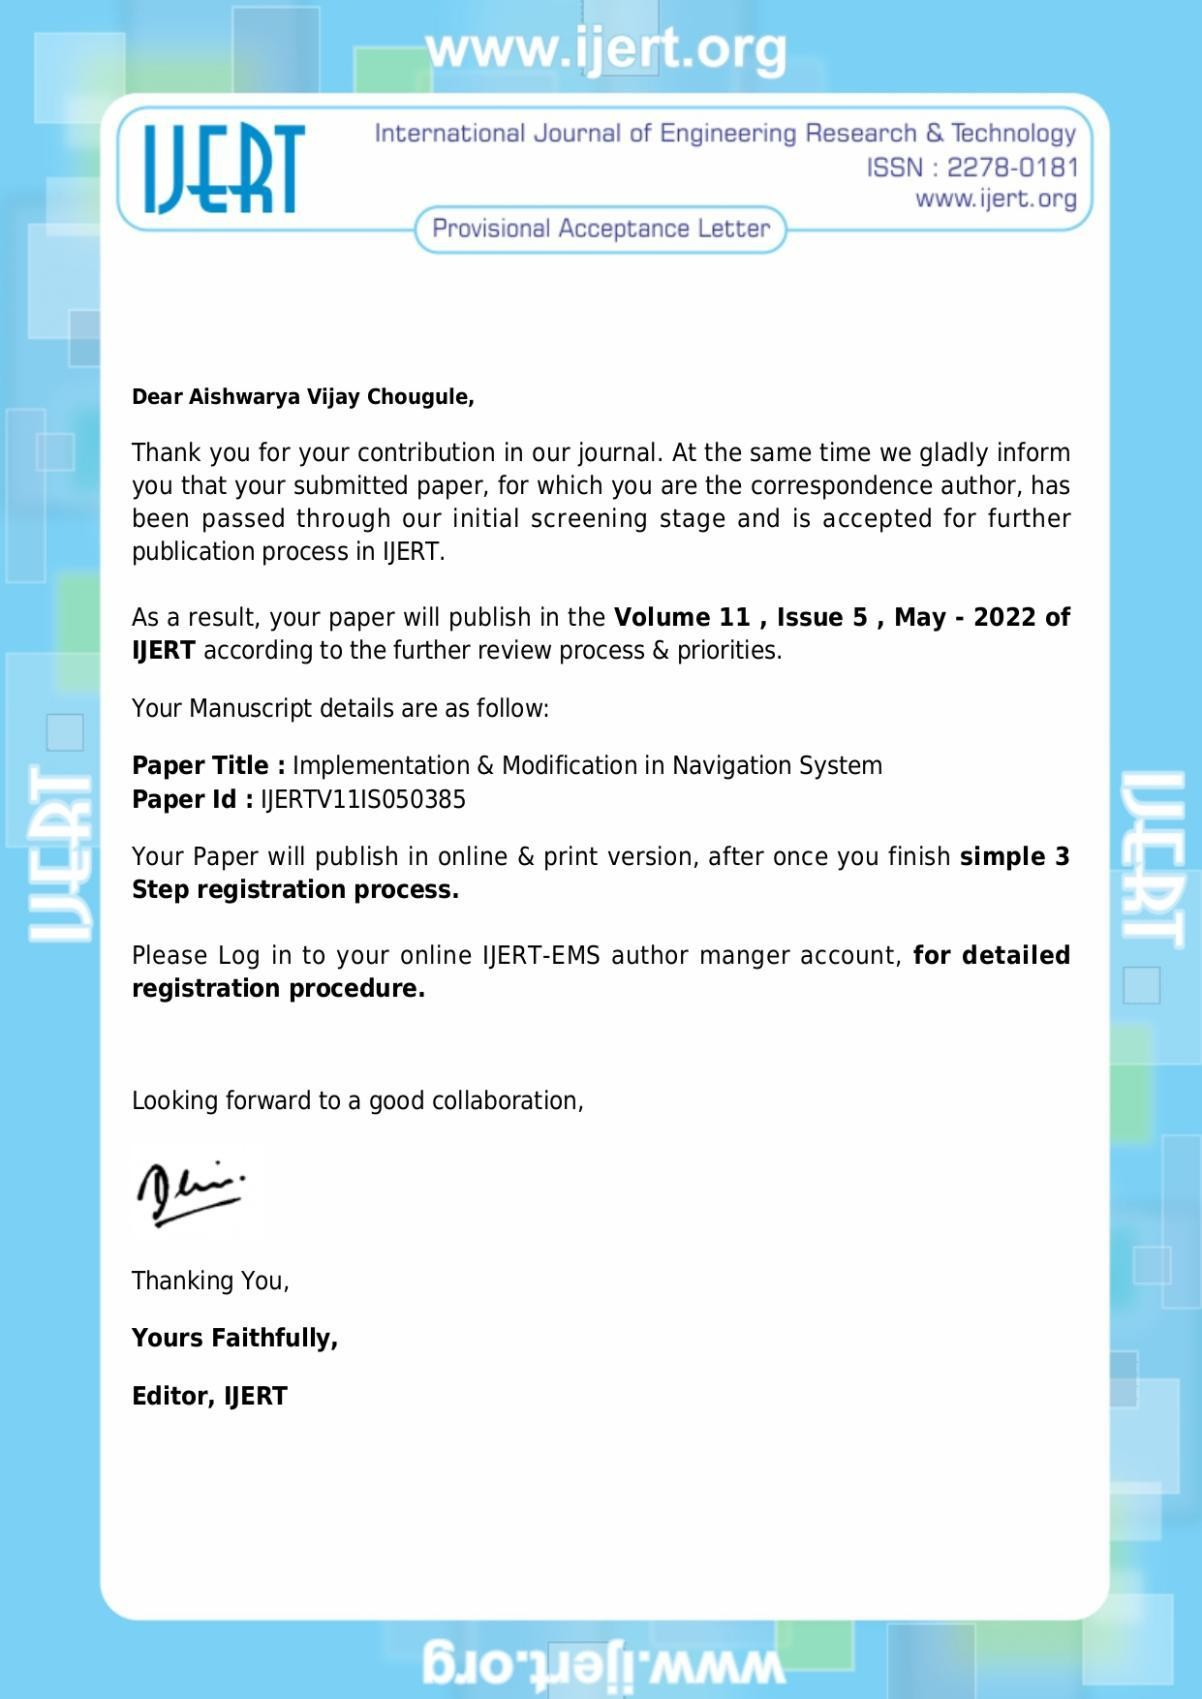 www.ijert.org
IJERT
International Journal of Engineering Research & Technology
ISSN : 2278-0181
www.ijert.org
Provisional Acceptance Letter
Dear Aishwarya Vijay Chougule,
Thank you for your contribution in our journal. At the same time we gladly inform
you that your submitted paper, for which you are the correspondence author, has
been passed through our initial screening stage and is accepted for further
publication process in IJERT.
As a result, your paper will publish in the Volume 11 , Issue 5 , May - 2022 of
IJERT according to the further review process & priorities.
Your Manuscript details are as follow:
Paper Title : Implementation & Modification in Navigation System
Paper Id : IJERTV11IS050385
Your Paper will publish in online & print version, after once you finish simple 3
Step registration process.
Please Log in to your online IJERT-EMS author manger account, for detailed
registration procedure.
Looking forward to a good collaboration,
Thanking You,
Yours Faithfully,
Editor, IJERT
IJERT
IJERT
www.ijert.org